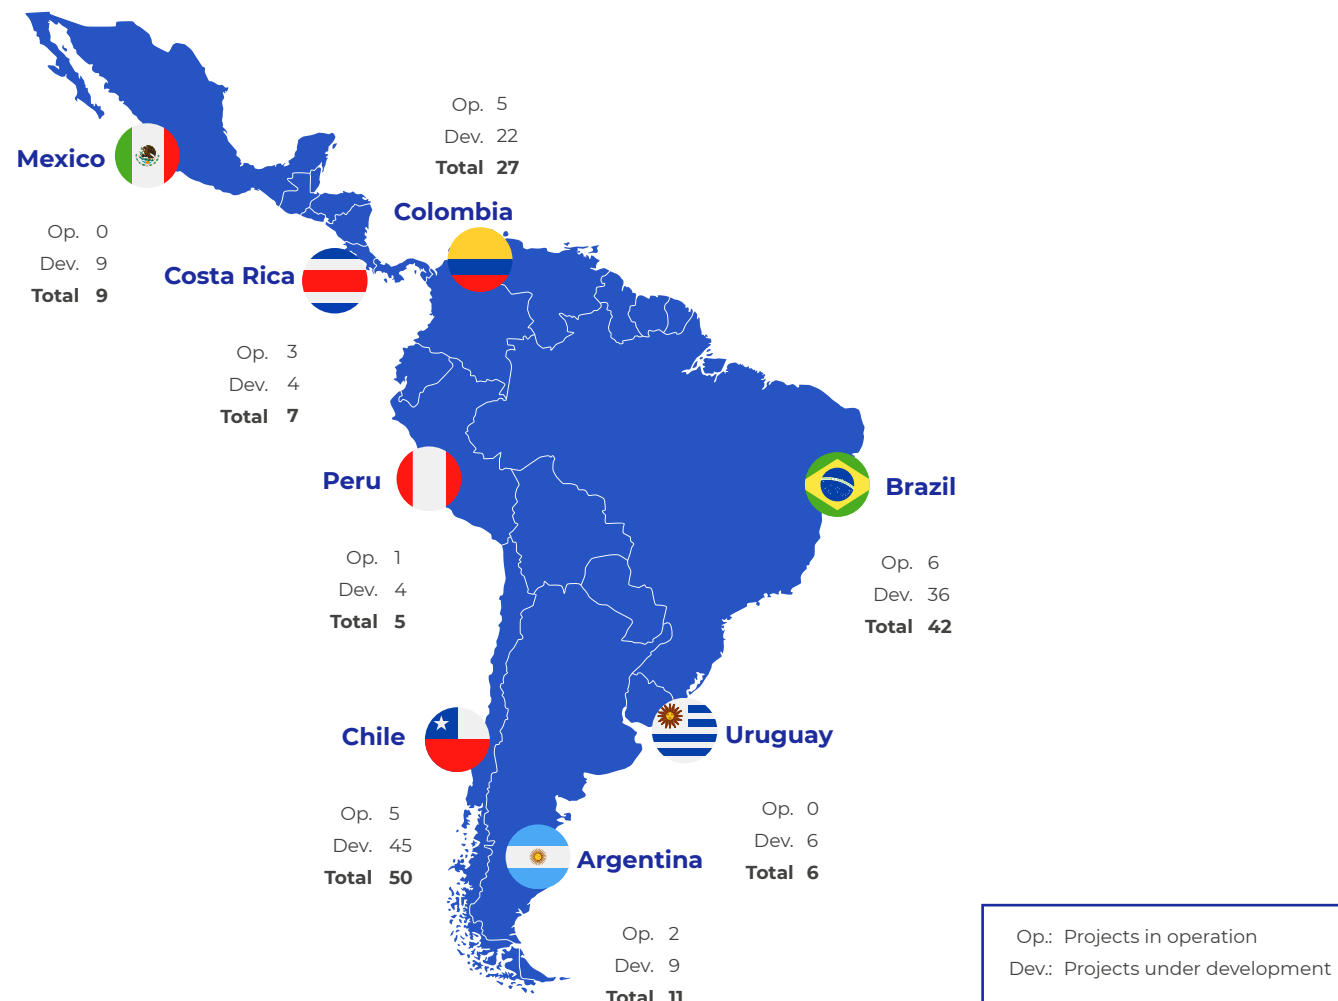 Mexico
Op. 0
Dev. 9
Total 9
Op. 5
Dev. 22
Total 27
Colombia
Costa Rica
Op. 3
Dev. 4
Total 7
Peru
Op. 1
Dev. 4
Total 5
Brazil
Op. 6
Dev. 36
Total 42
Chile
Op. 5
Dev. 45
Total 50
Uruguay
Op. 0
Dev. 6
Total 6
Argentina
Op. 2
Dev. 9
Total 11
Op.: Projects in operation
Dev.: Projects under development